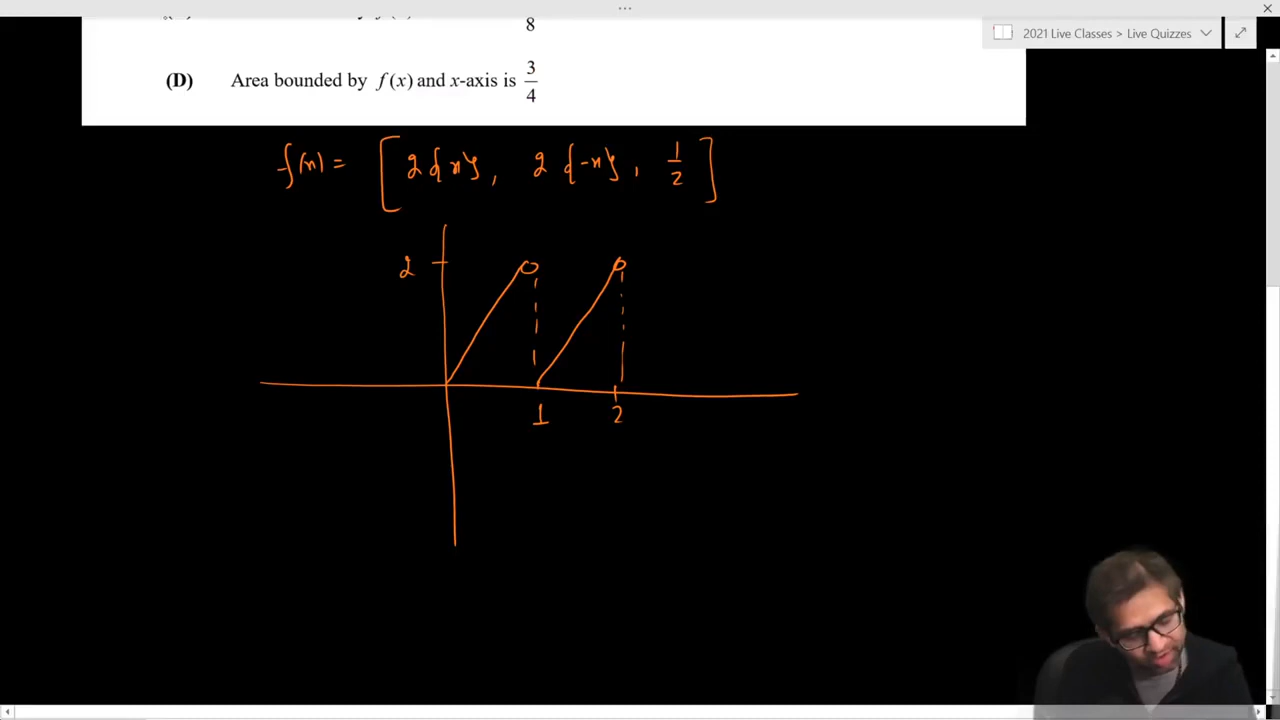 2021 Live Classes > Live Quizzes
8
(D) Area bounded by f(x) and x-axis is 3/4
f(x) = [2{x}, 2{-x}, 1/2]
2
1 2